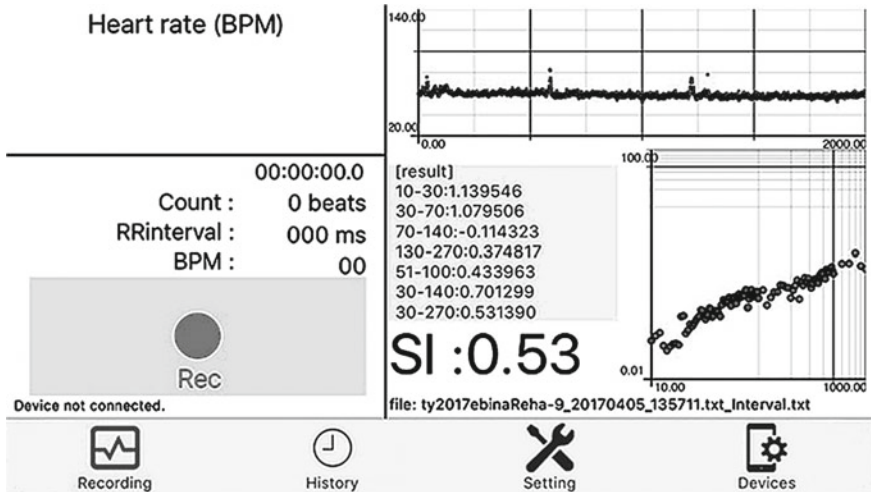 Heart rate (BPM)
00:00:00.0
Count : 0 beats
RRinterval : 000 ms
BPM : 00
Rec
Device not connected.
140.00
20.00
0.00
2000.00
[result]
10-30:1.139546
30-70:1.079506
70-140:-0.114323
130-270:0.374817
51-100:0.433963
30-140:0.701299
30-270:0.531390
SI :0.53
100.00
0.01
10.00
1000.00
file: ty2017ebinaReha-9_20170405_135711.txt_Interval.txt
Recording
History
Setting
Devices